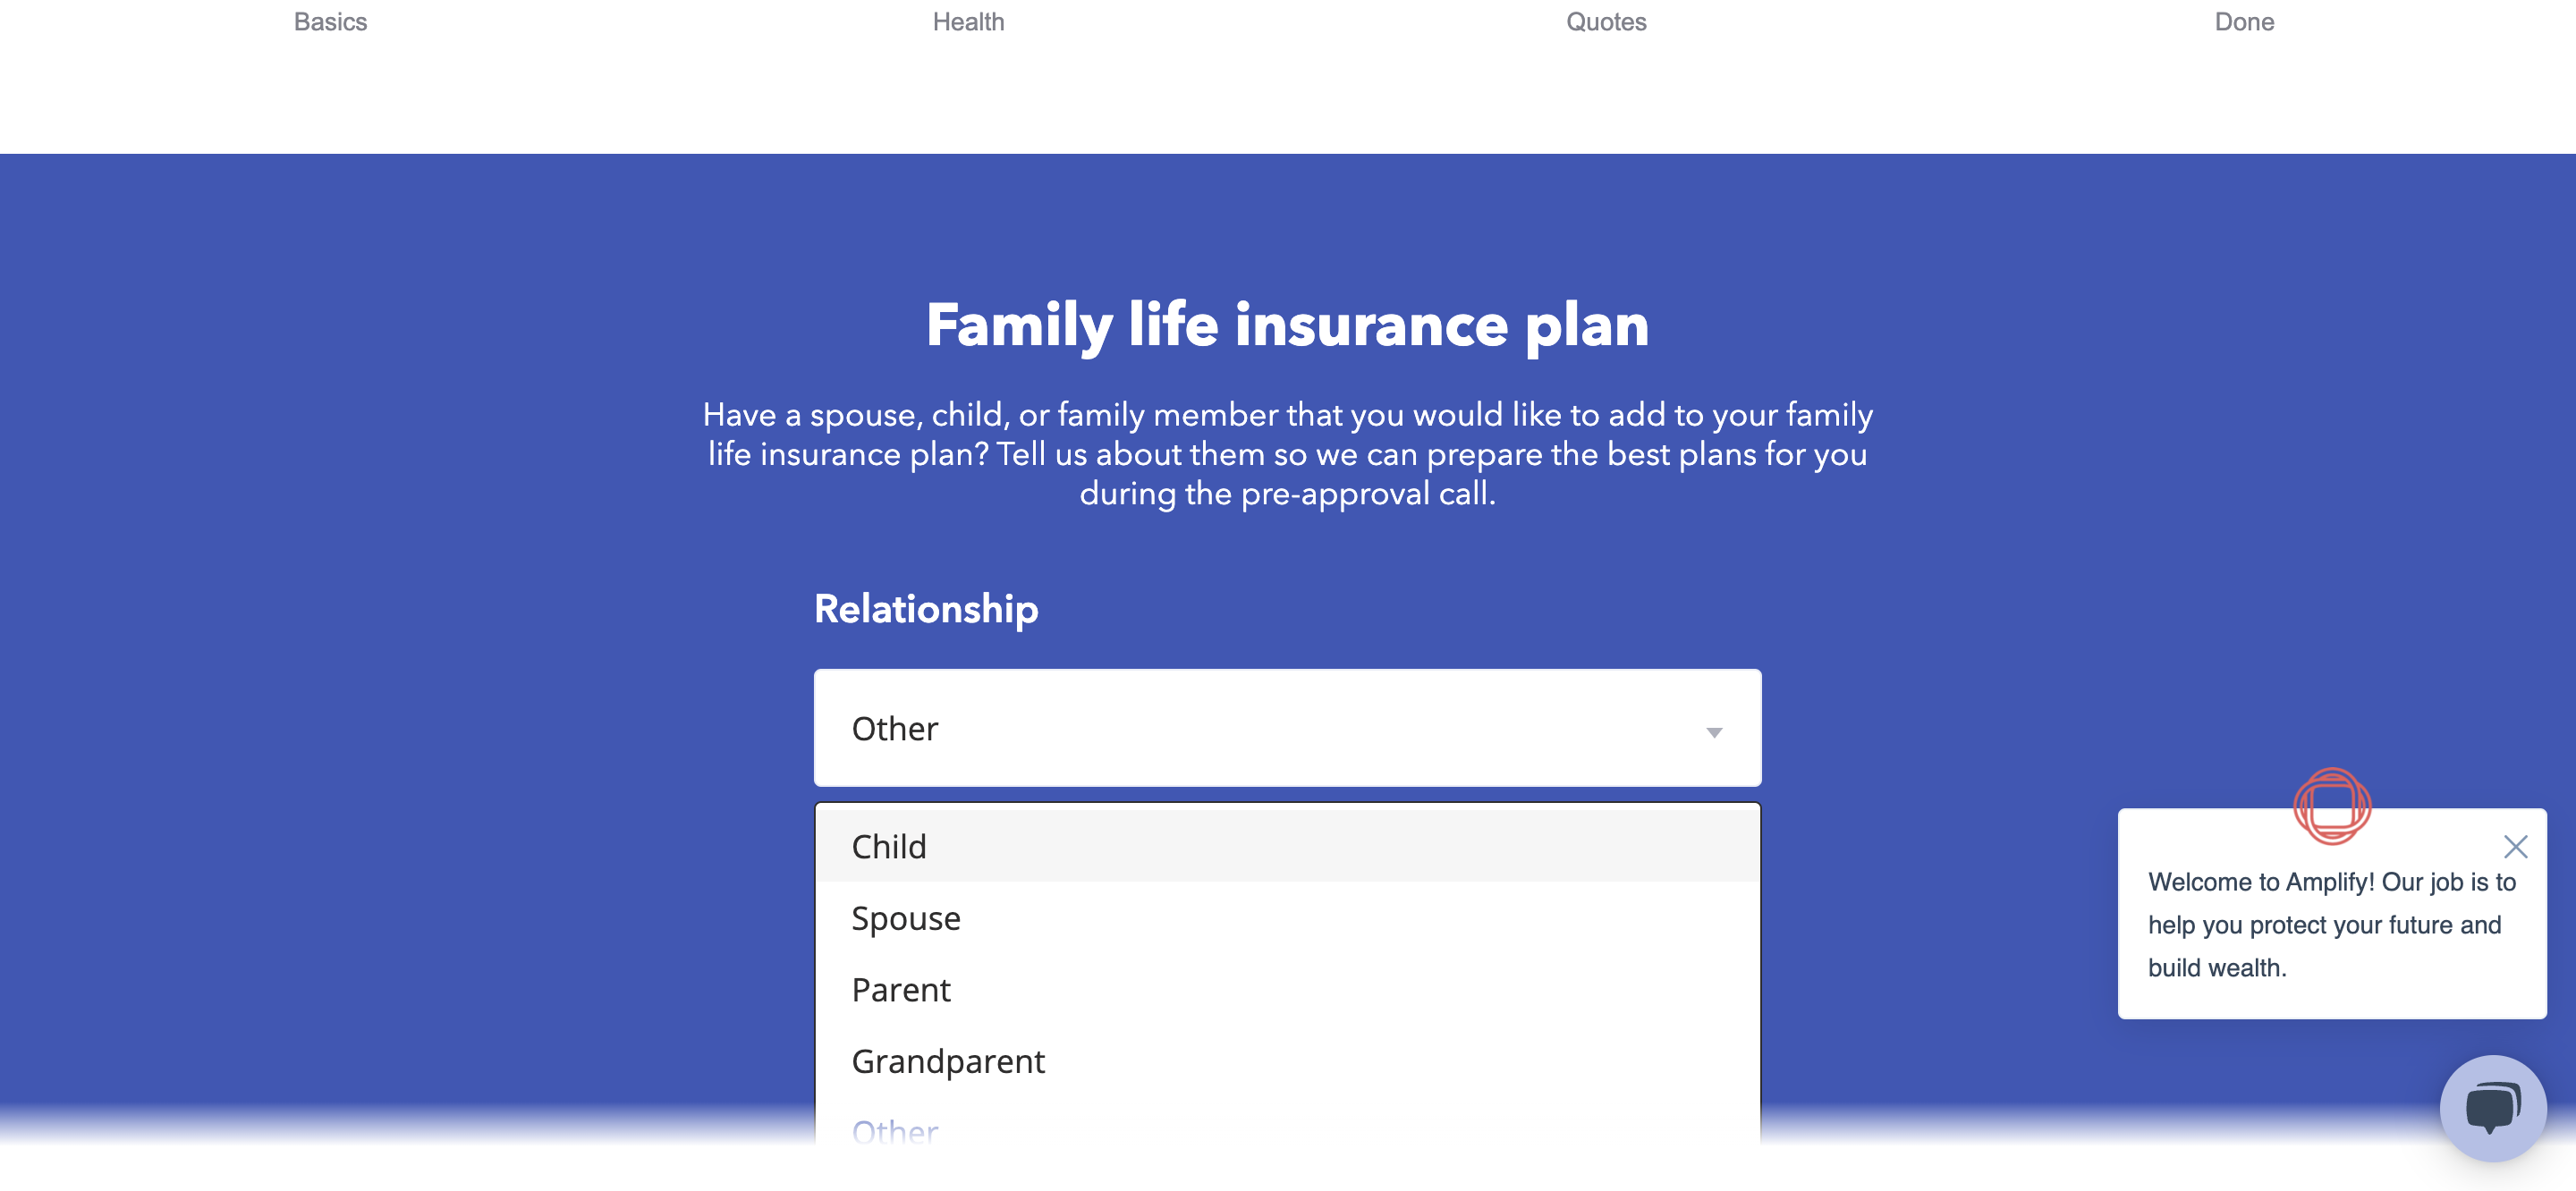 Basics
Health
Quotes
Done
Family life insurance plan
Have a spouse, child, or family member that you would like to add to your family
life insurance plan? Tell us about them so we can prepare the best plans for you
during the pre-approval call.
Relationship
Other
Child
Spouse
Parent
Grandparent
Other
Welcome to Amplify! Our job is to
help you protect your future and
build wealth.